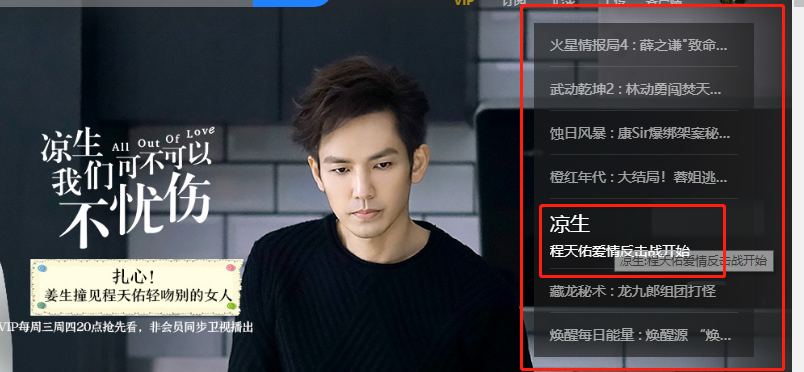 VIP
火星情报局4：薛之谦"致命...
武动乾坤2：林动勇闯焚天...
蚀日风暴：康Sir爆绑架案秘...
橙红年代：大结局！蓉姐逃...
凉生
程天佑爱情反击战开始
凉生:程天佑爱情反击战开始
藏龙秘术：龙九郎组团打怪
焕醒每日能量：焕醒源 “焕...
凉生
All Out Of Love
我们可不可以
不忧伤
扎心！
姜生撞见程天佑轻吻别的女人
VIP每周三周四20点抢先看，非会员同步卫视播出